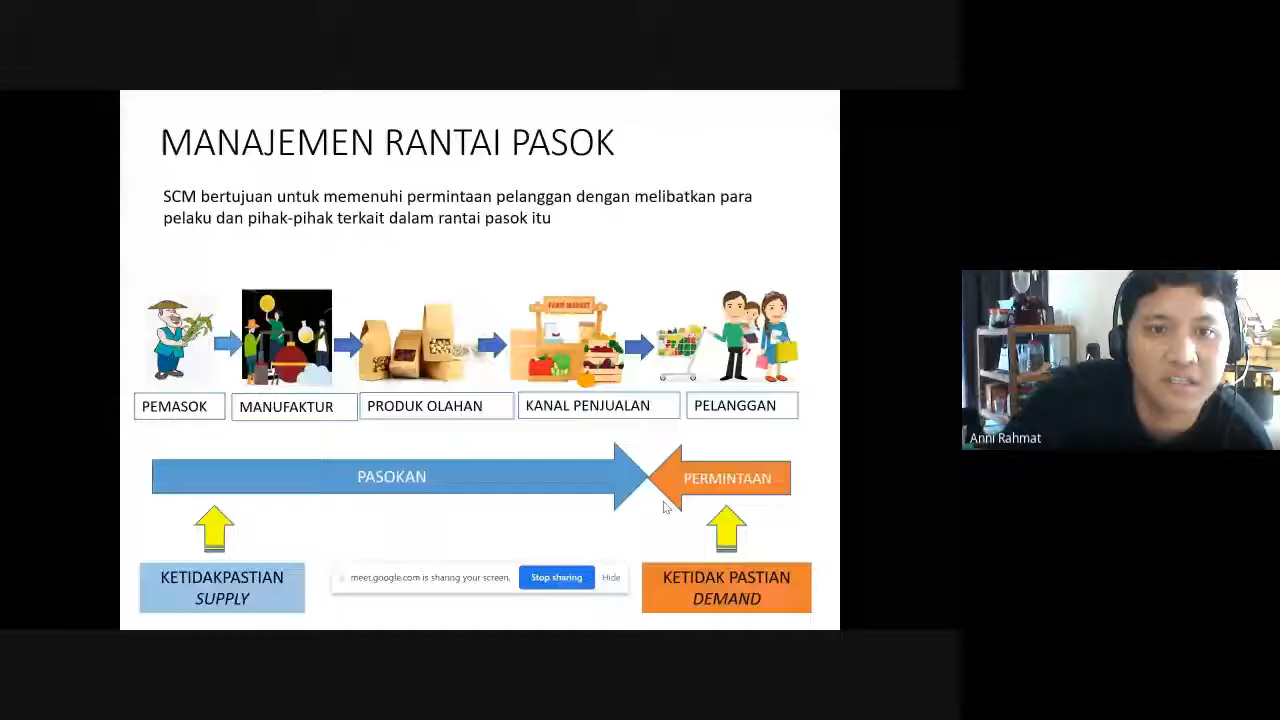 MANAJEMEN RANTAI PASOK
SCM bertujuan untuk memenuhi permintaan pelanggan dengan melibatkan para
pelaku dan pihak-pihak terkait dalam rantai pasok itu
FARM MARKET
PEMASOK
MANUFAKTUR
PRODUK OLAHAN
KANAL PENJUALAN
PELANGGAN
PASOKAN
PERMINTAAN
KETIDAKPASTIAN
SUPPLY
meet.google.com is sharing your screen.
Stop sharing
Hide
KETIDAK PASTIAN
DEMAND
Anni Rahmat